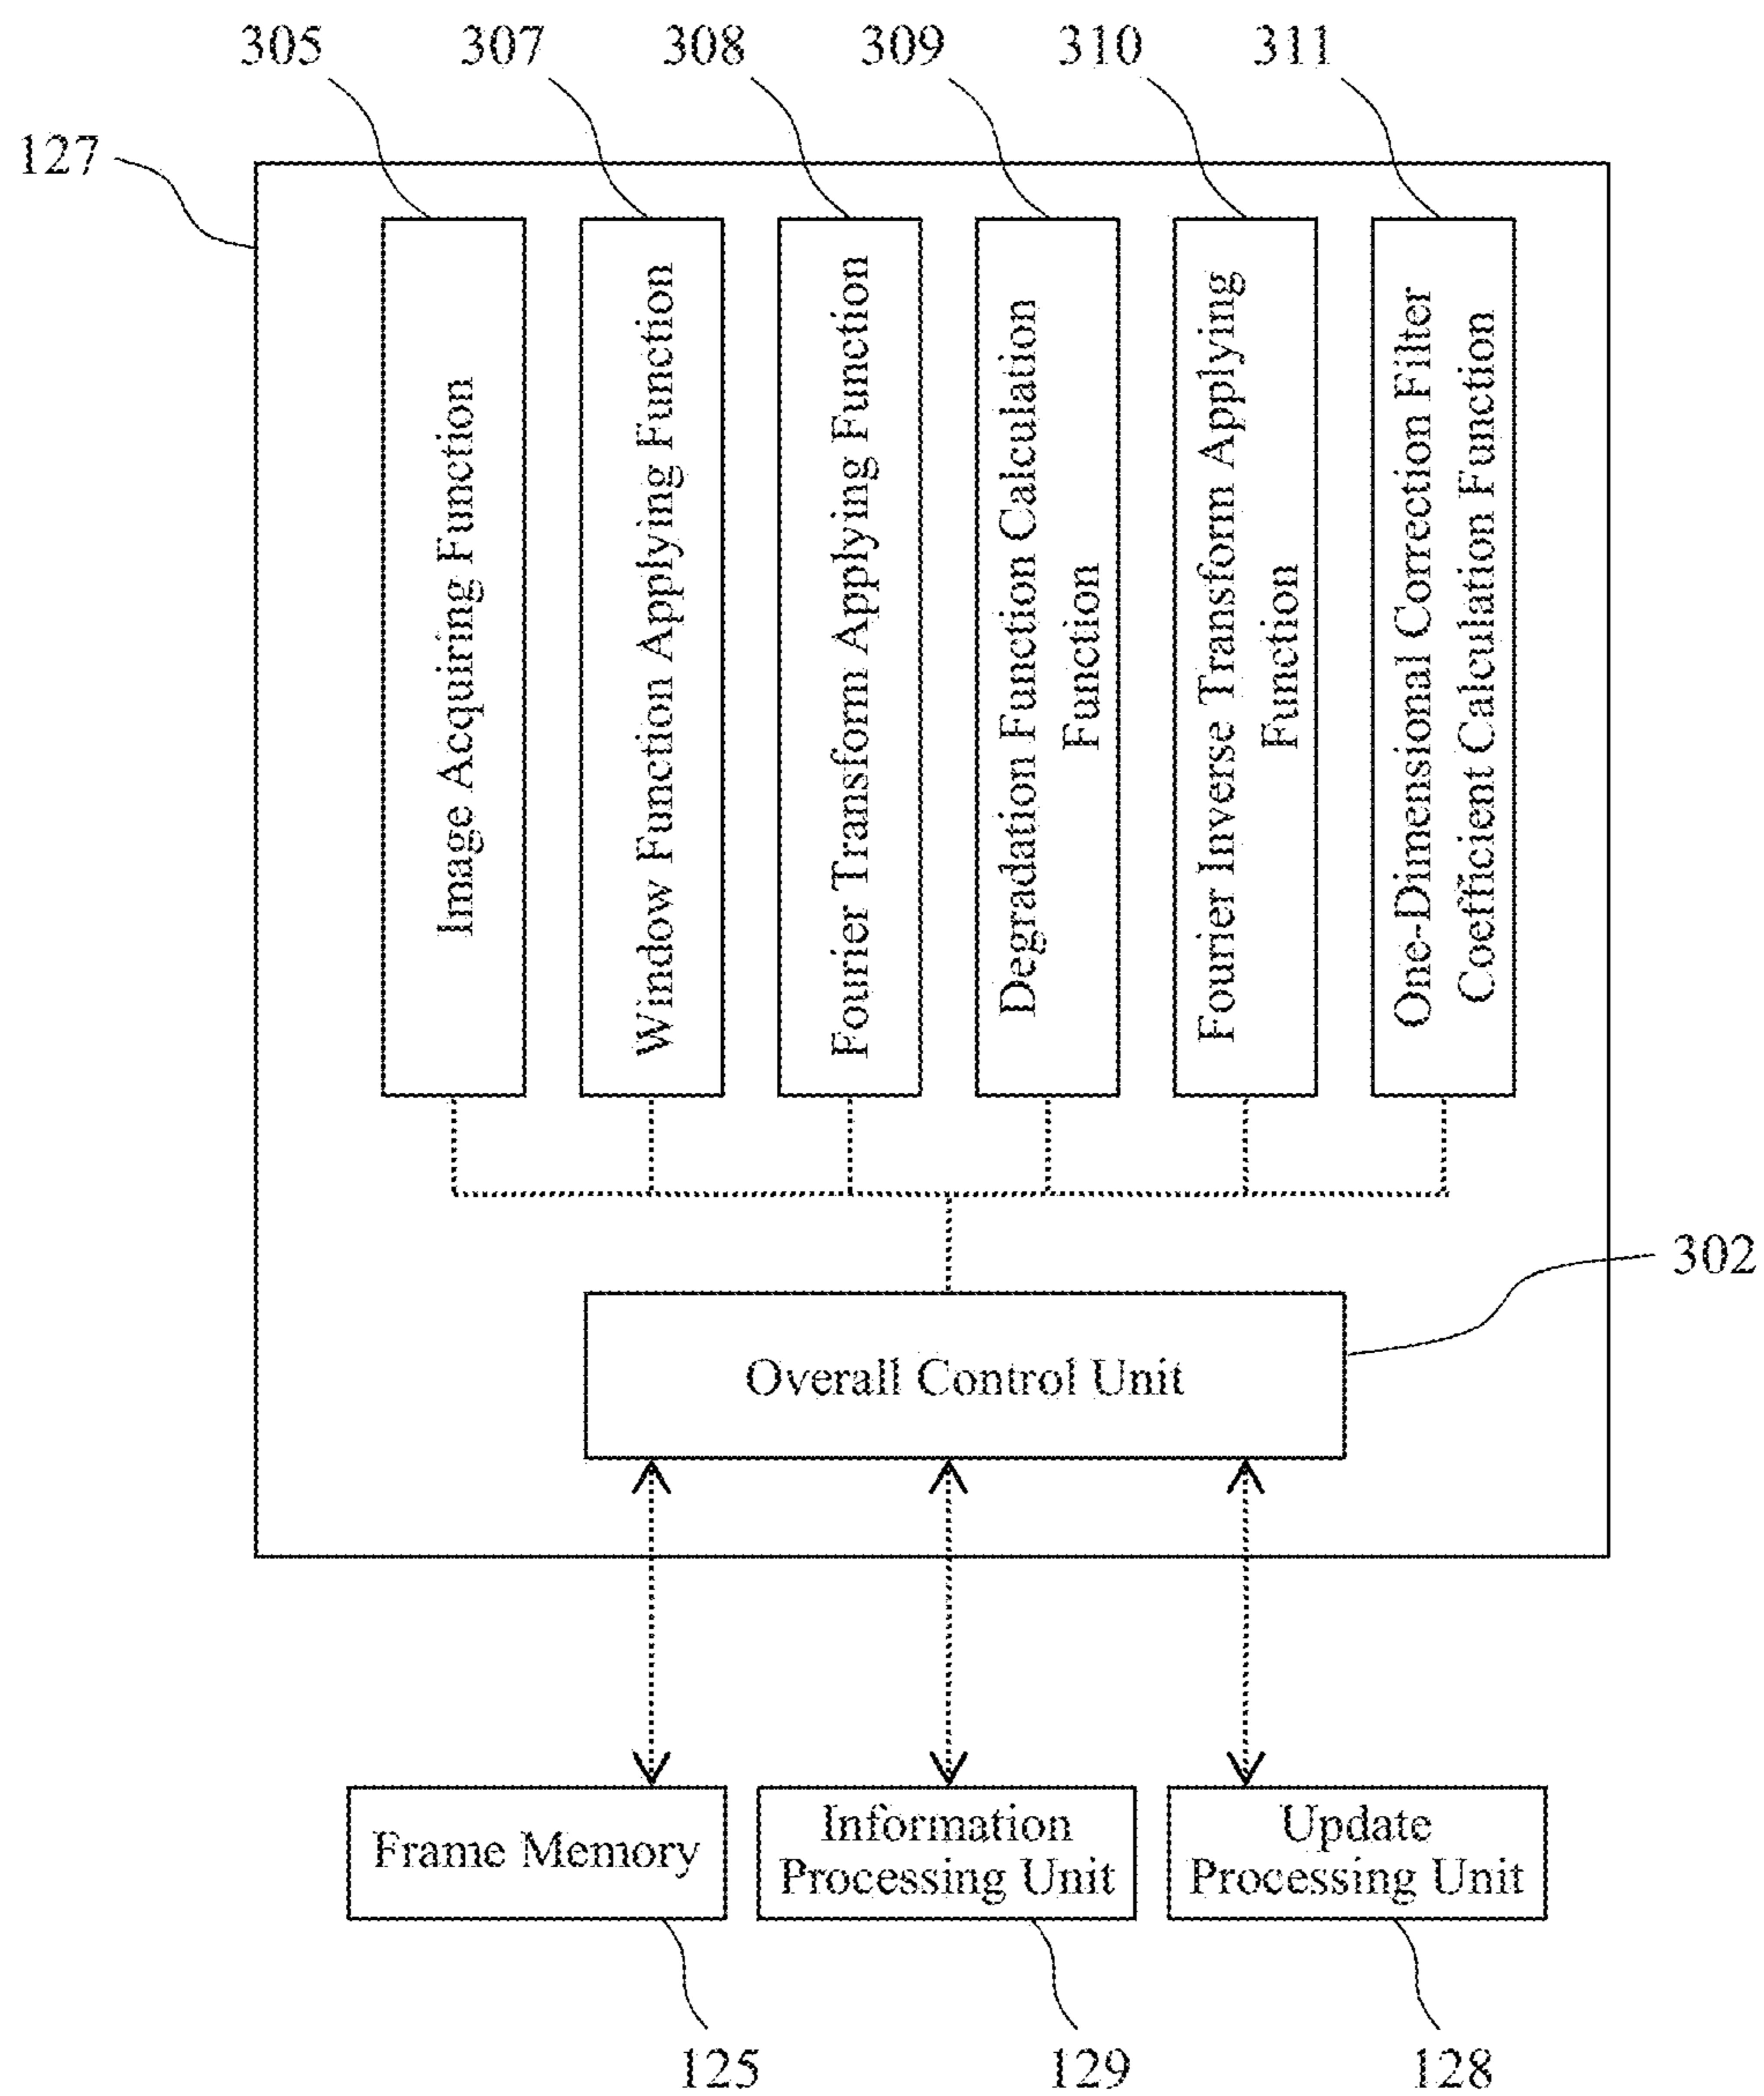 305
307
308
309
310
311
127
Image Acquiring Function
Window Function Applying Function
Fourier Transform Applying Function
Degradation Function Calculation
Function
Fourier Inverse Transform Applying
Function
One-Dimensional Correction Filter
Coefficient Calculation Function
302
Overall Control Unit
Frame Memory
Information
Processing Unit
Update
Processing Unit
125
129
128